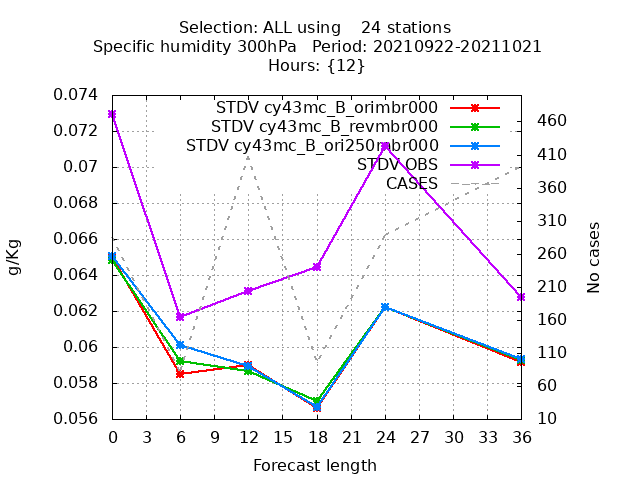 Selection: ALL using    24 stations
Specific humidity 300hPa   Period: 20210922-20211021
Hours: {12}
STDV cy43mc_B_orimbr000
STDV cy43mc_B_revmbr000
STDV cy43mc_B_ori250mbr000
STDV OBS
CASES
g/Kg
0.074
0.072
0.07
0.068
0.066
0.064
0.062
0.06
0.058
0.056
460
410
360
310
260
210
160
110
60
10
No cases
0 3 6 9 12 15 18 21 24 27 30 33 36
Forecast length